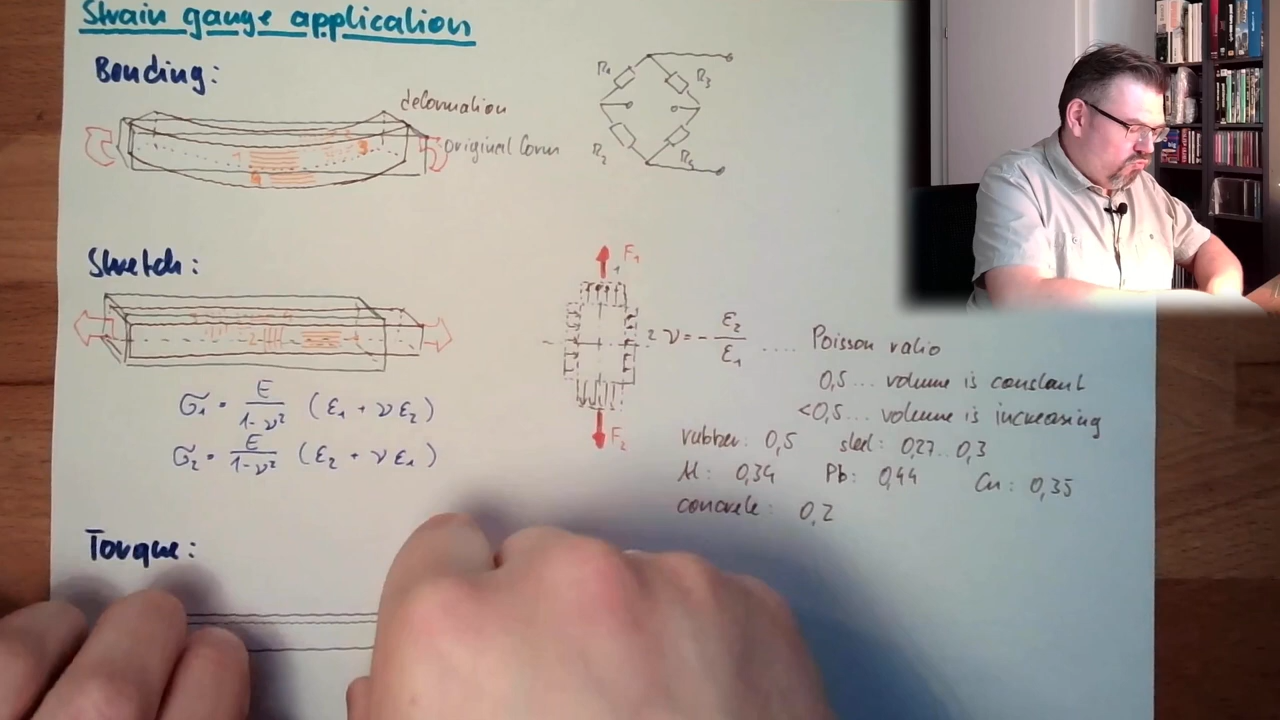 Strain gauge application
Bending:
deformation
original form
R₁
R₃
R₂
R₄
Stretch:
F₁
1
2
ν = - ε₂/ε₁ .... Poisson ratio
0,5 ... volume is constant
<0,5 ... volume is increasing
σ₁ = E/1-ν² (ε₁ + ν ε₂)
σ₂ = E/1-ν² (ε₂ + ν ε₁)
F₂
rubber: 0,5 steel: 0,27..0,3
Al: 0,34 Pb: 0,44 Cu: 0,35
concrete: 0,2
Torque: